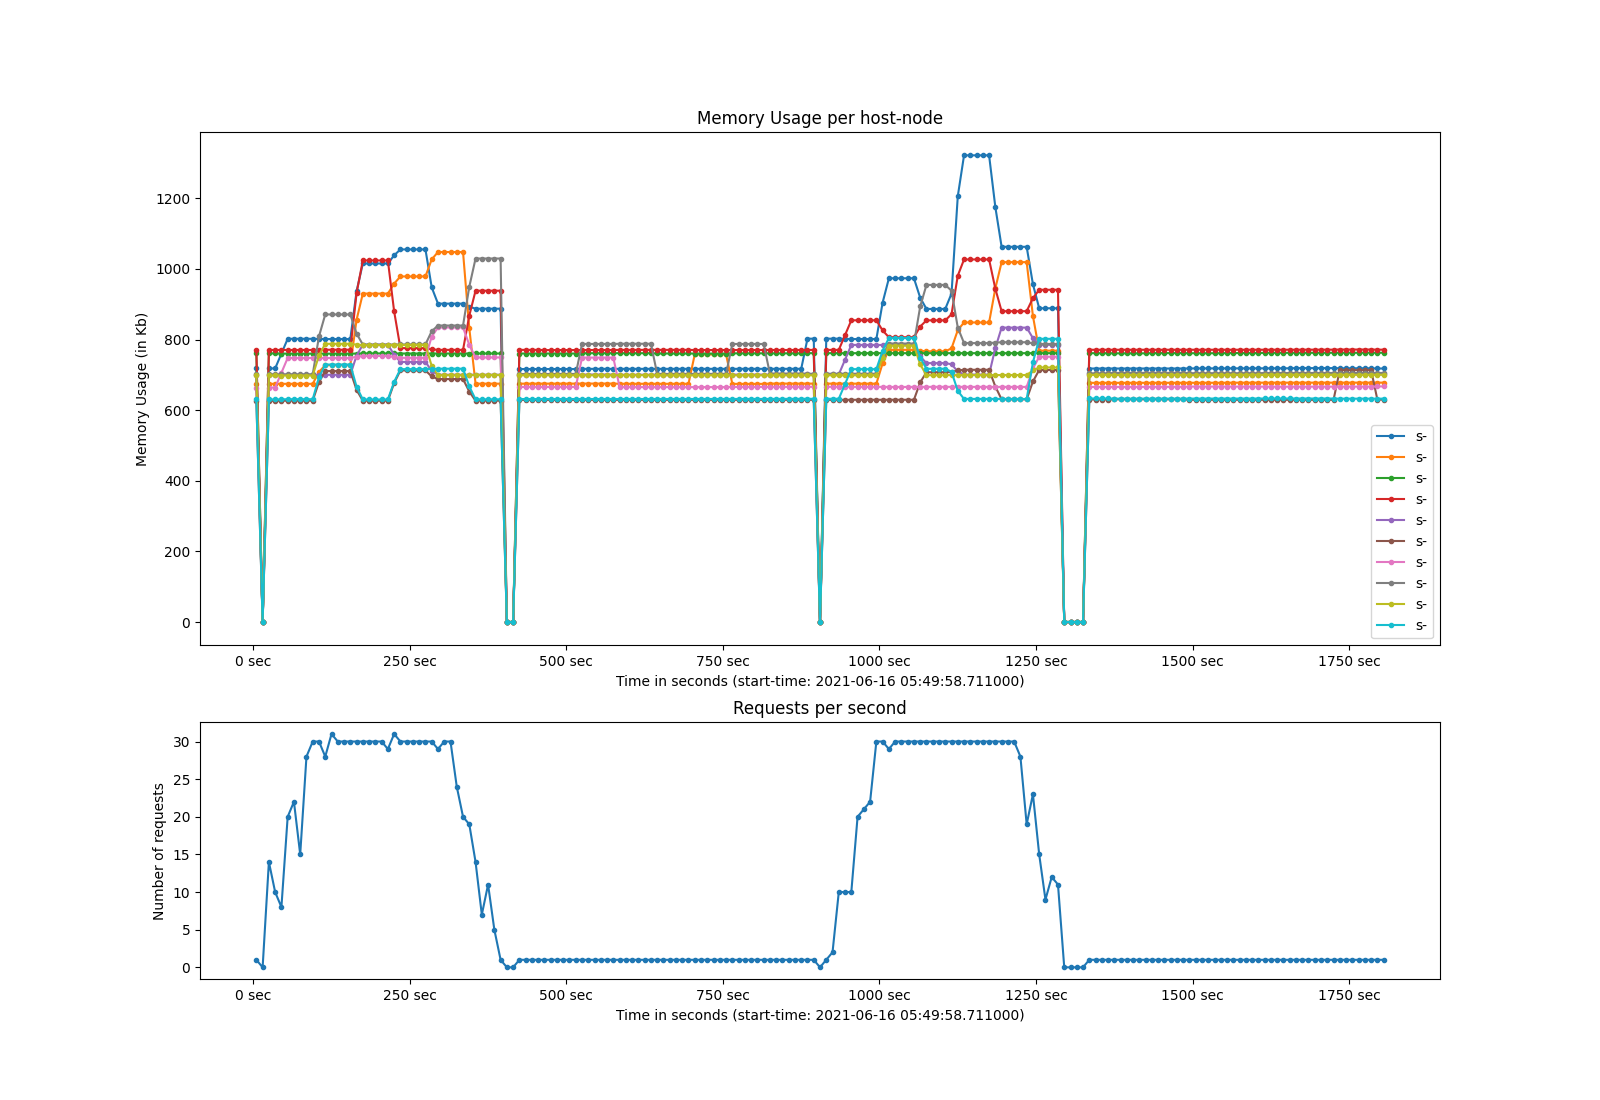 Memory Usage per host-node
Memory Usage (in Kb)
1200
1000
800
600
400
200
0
s-
s-
s-
s-
s-
s-
s-
s-
s-
s-
0 sec 250 sec 500 sec 750 sec 1000 sec 1250 sec 1500 sec 1750 sec
Time in seconds (start-time: 2021-06-16 05:49:58.711000)
Requests per second
Number of requests
30
25
20
15
10
5
0
0 sec 250 sec 500 sec 750 sec 1000 sec 1250 sec 1500 sec 1750 sec
Time in seconds (start-time: 2021-06-16 05:49:58.711000)